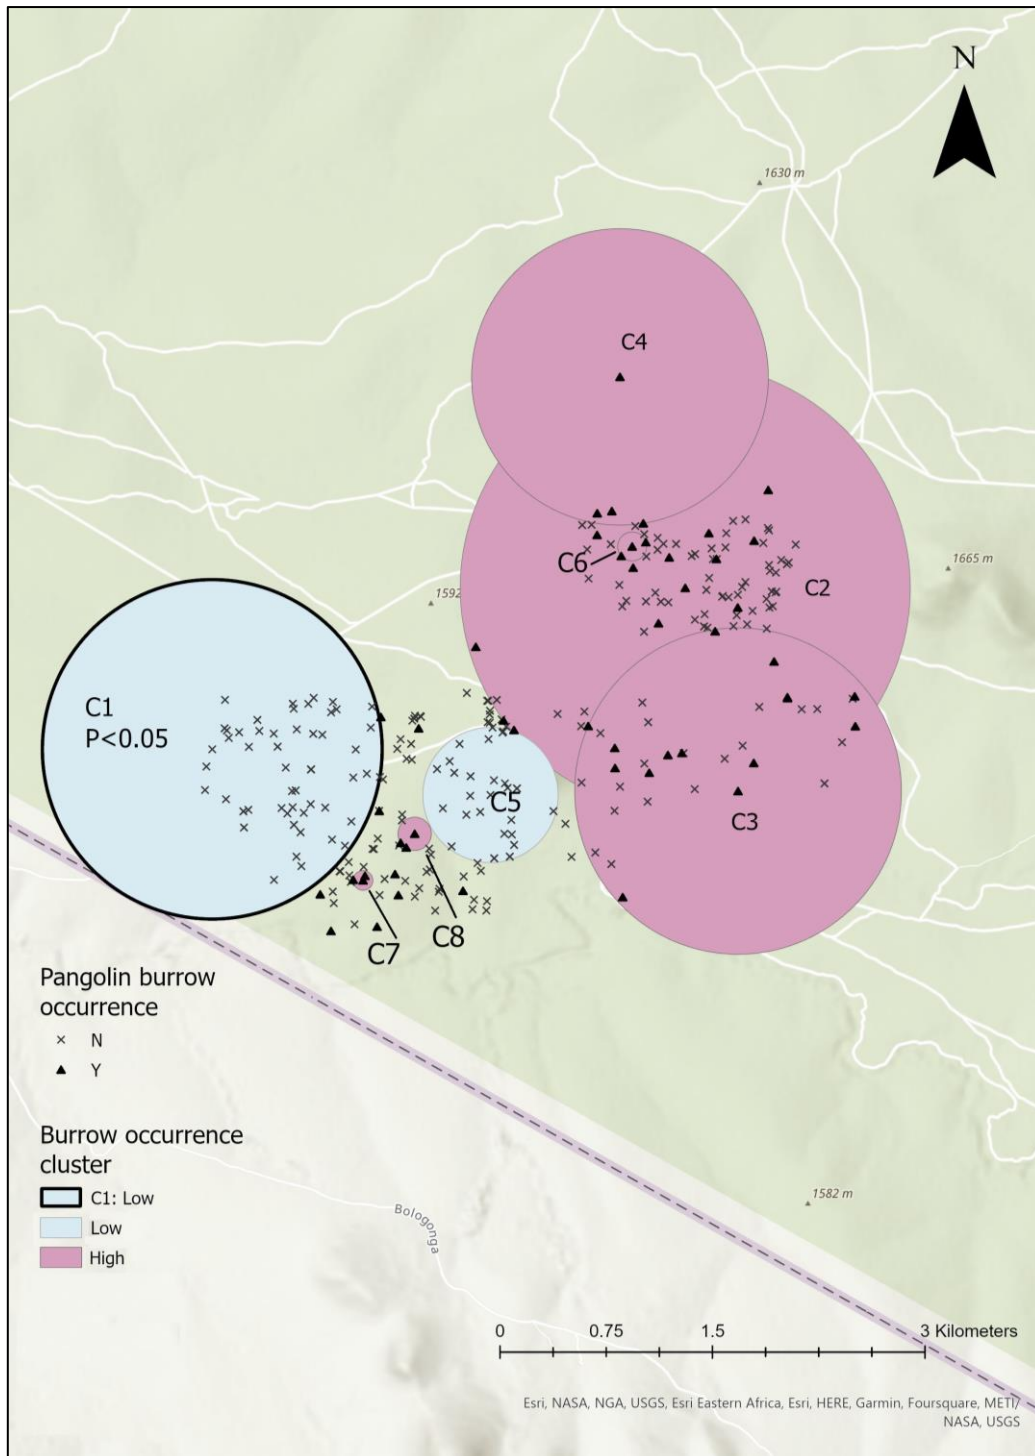 N
1630 m
C4
C6
1665 m
C2
1592
C1
P<0.05
C5
C3
C8
C7
Pangolin burrow
occurrence
N
Y
Burrow occurrence
cluster
C1: Low
Low
High
1582 m
Bologonga
0 0.75 1.5 3 Kilometers
Esri, NASA, NGA, USGS, Esri Eastern Africa, Esri, HERE, Garmin, Foursquare, METI/
NASA, USGS